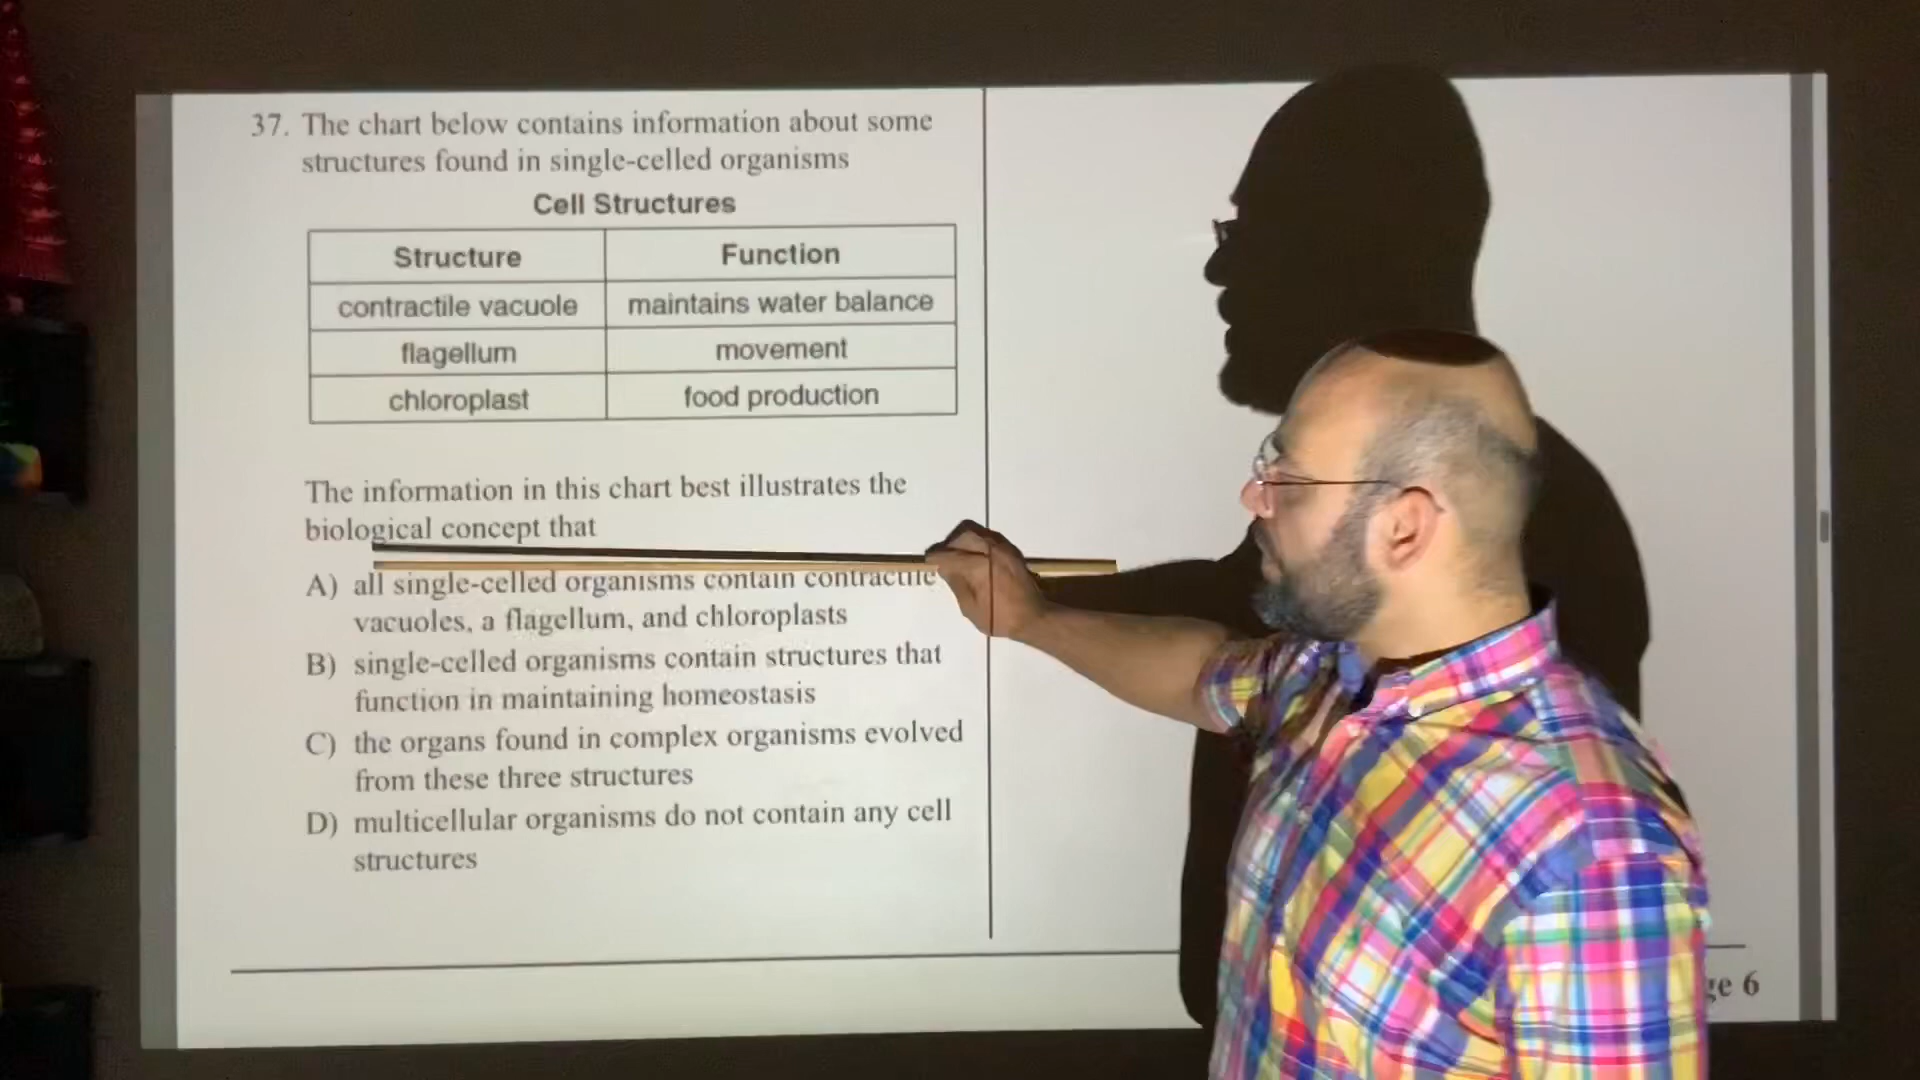 37. The chart below contains information about some
structures found in single-celled organisms
Cell Structures
Structure Function
contractile vacuole maintains water balance
flagellum movement
chloroplast food production
The information in this chart best illustrates the
biological concept that
A) all single-celled organisms contain contractile
vacuoles, a flagellum, and chloroplasts
B) single-celled organisms contain structures that
function in maintaining homeostasis
C) the organs found in complex organisms evolved
from these three structures
D) multicellular organisms do not contain any cell
structures
ge 6